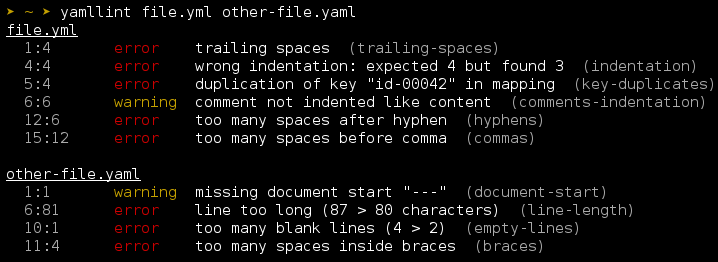 ➤ ~ ➤ yamllint file.yml other-file.yaml
file.yml
1:4 error trailing spaces (trailing-spaces)
4:4 error wrong indentation: expected 4 but found 3 (indentation)
5:4 error duplication of key "id-00042" in mapping (key-duplicates)
6:6 warning comment not indented like content (comments-indentation)
12:6 error too many spaces after hyphen (hyphens)
15:12 error too many spaces before comma (commas)
other-file.yaml
1:1 warning missing document start "---" (document-start)
6:81 error line too long (87 > 80 characters) (line-length)
10:1 error too many blank lines (4 > 2) (empty-lines)
11:4 error too many spaces inside braces (braces)